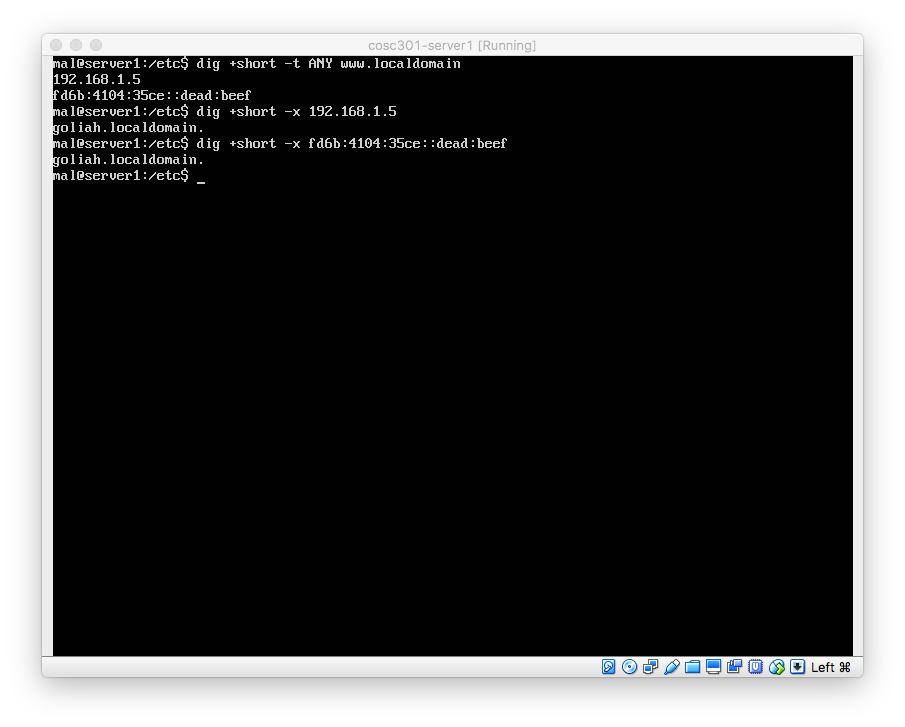 cosc301-server1 [Running]
mal@server1:/etc$ dig +short -t ANY www.localdomain
192.168.1.5
fd6b:4104:35ce::dead:beef
mal@server1:/etc$ dig +short -x 192.168.1.5
goliah.localdomain.
mal@server1:/etc$ dig +short -x fd6b:4104:35ce::dead:beef
goliah.localdomain.
mal@server1:/etc$ _
Left ⌘